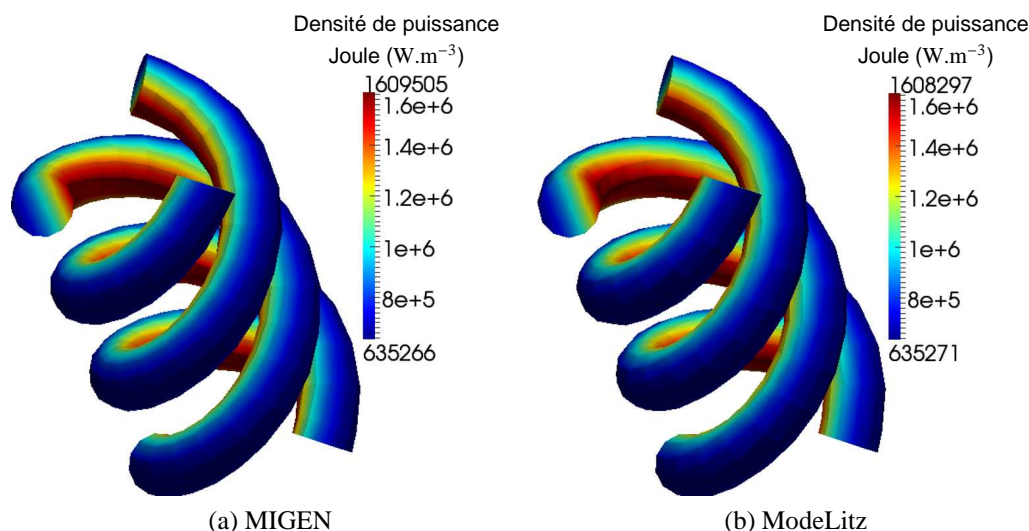 Densité de puissance
Joule (W.m⁻³)
1609505
1.6e+6
1.4e+6
1.2e+6
1e+6
8e+5
635266
(a) MIGEN
Densité de puissance
Joule (W.m⁻³)
1608297
1.6e+6
1.4e+6
1.2e+6
1e+6
8e+5
635271
(b) ModeLitz